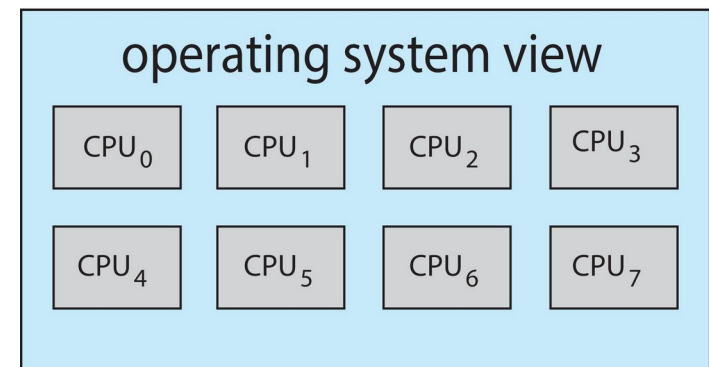 operating system view
CPU₀ CPU₁ CPU₂ CPU₃
CPU₄ CPU₅ CPU₆ CPU₇